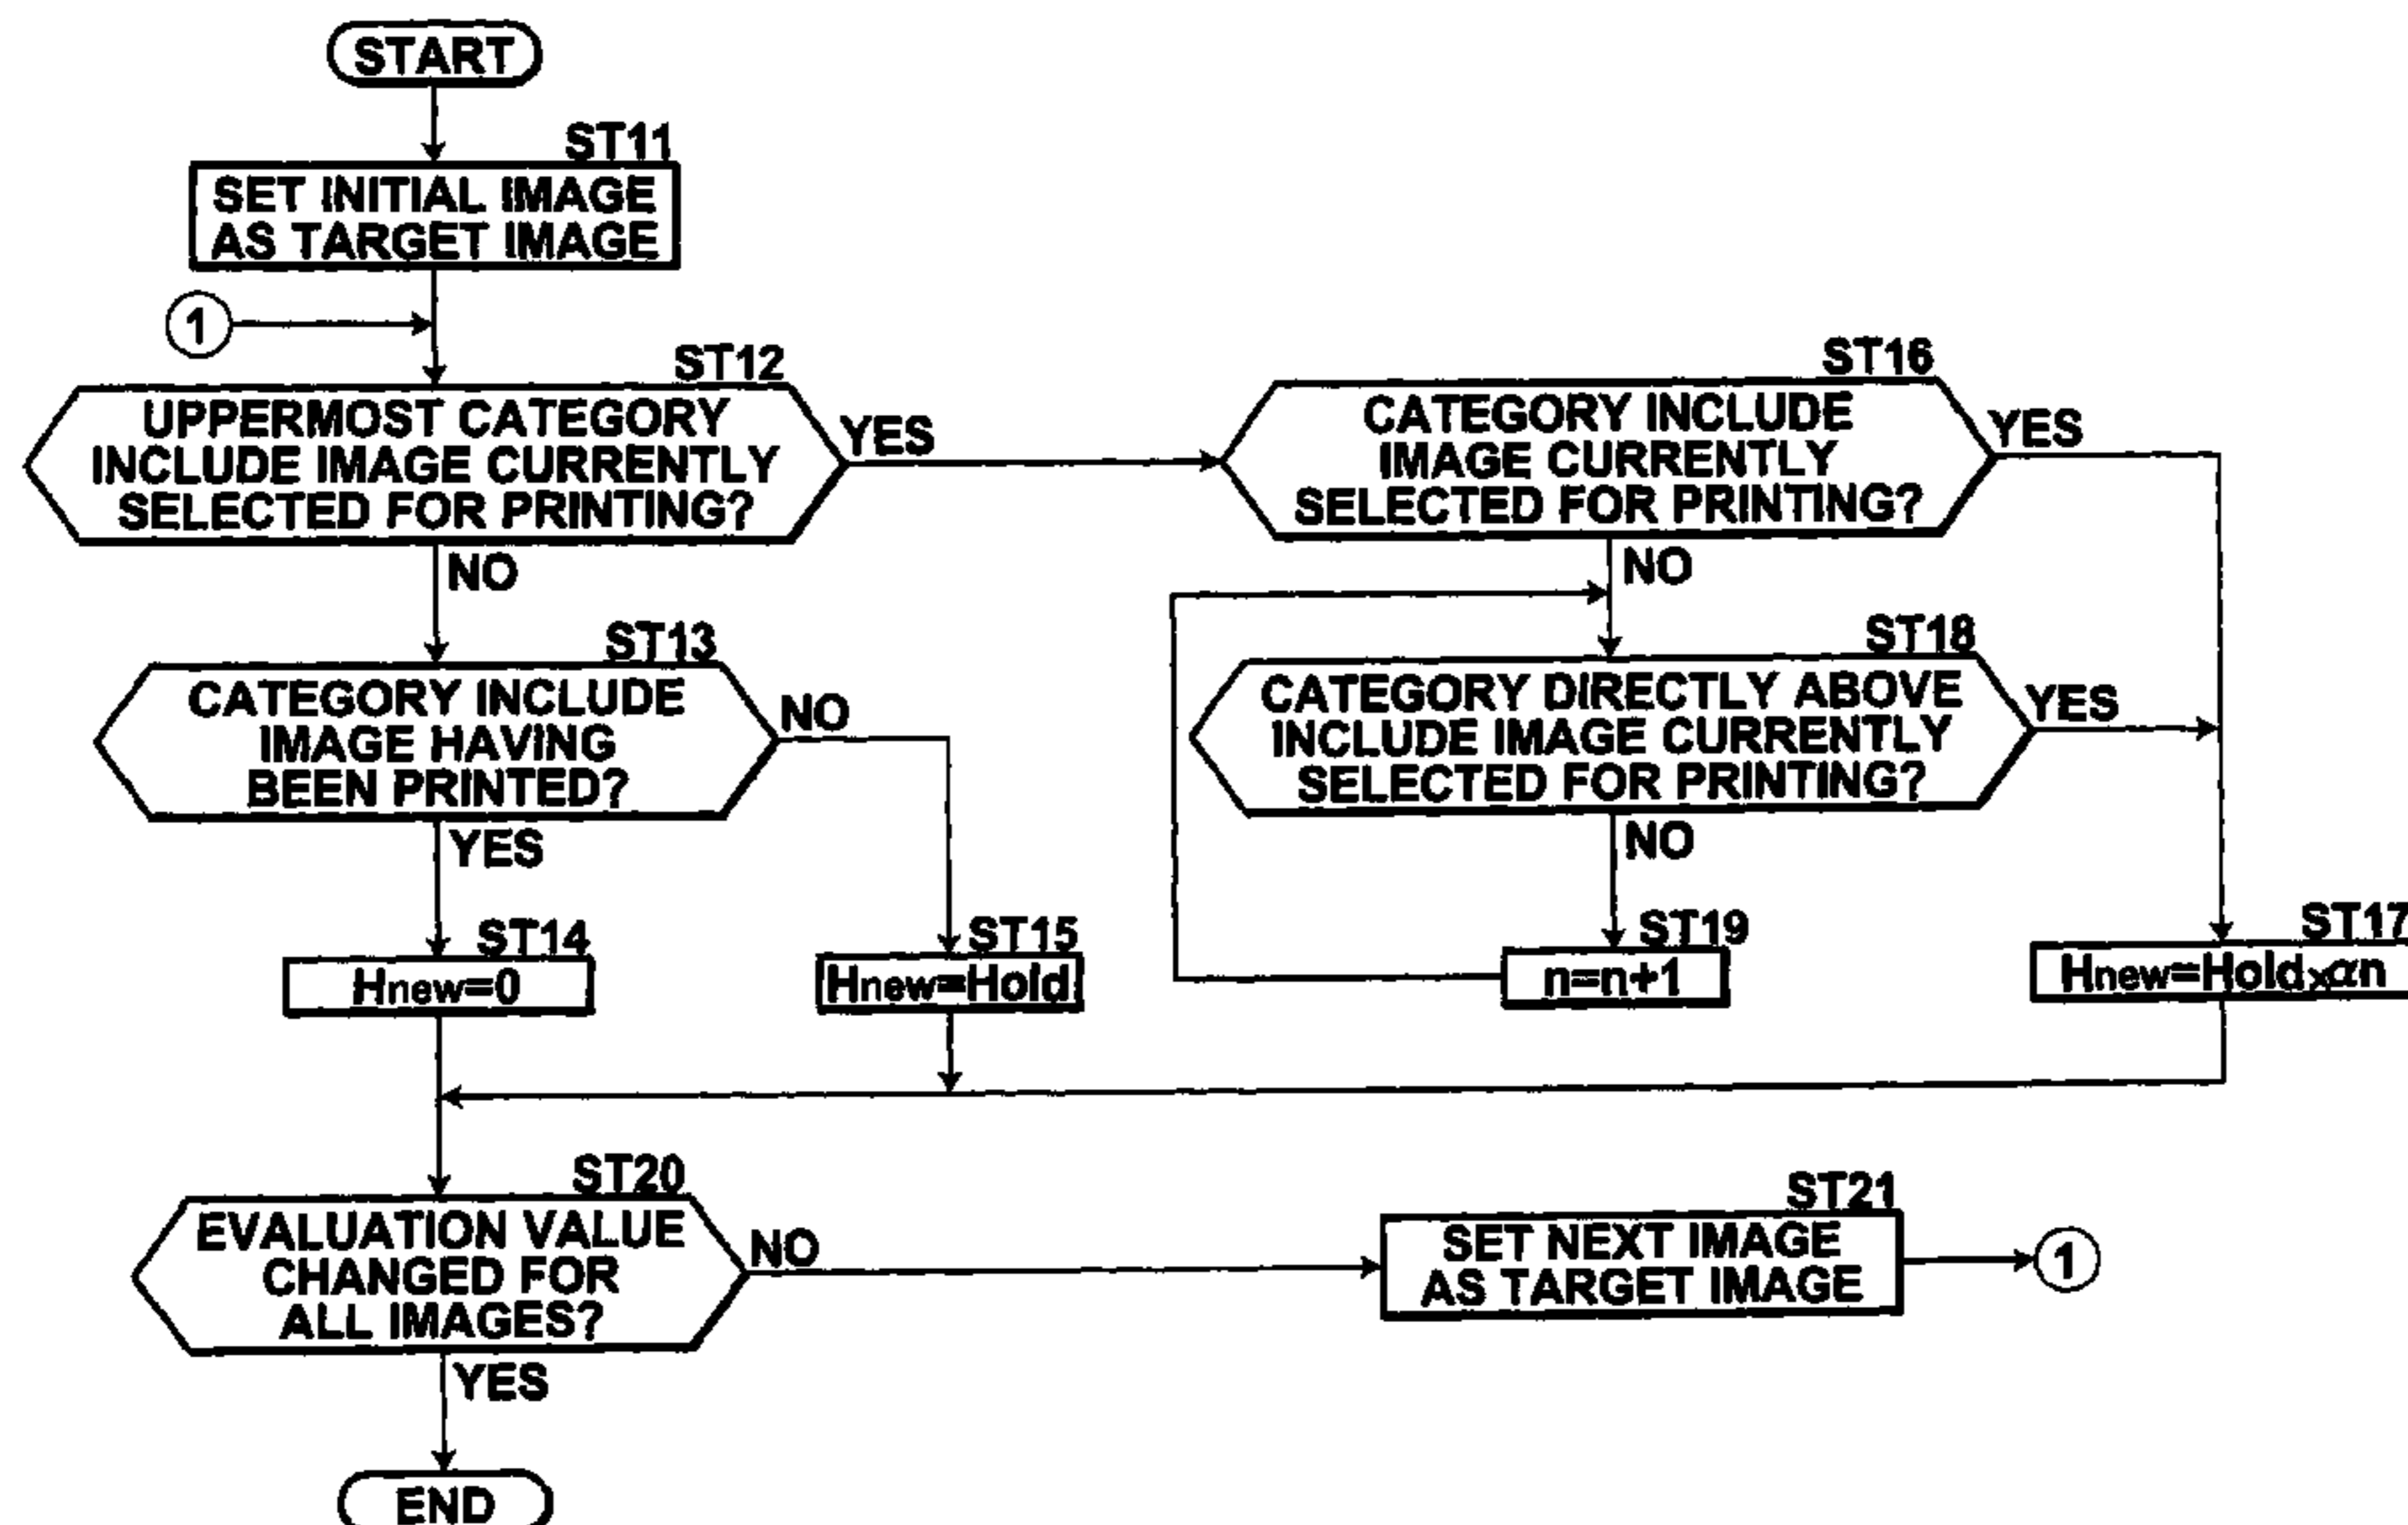 START
ST11
SET INITIAL IMAGE
AS TARGET IMAGE
1
ST12
UPPERMOST CATEGORY
INCLUDE IMAGE CURRENTLY
SELECTED FOR PRINTING?
YES
NO
ST16
CATEGORY INCLUDE
IMAGE CURRENTLY
SELECTED FOR PRINTING?
YES
NO
ST13
CATEGORY INCLUDE
IMAGE HAVING
BEEN PRINTED?
NO
YES
ST18
CATEGORY DIRECTLY ABOVE
INCLUDE IMAGE CURRENTLY
SELECTED FOR PRINTING?
YES
NO
ST14
Hnew=0
ST15
Hnew=Hold
ST19
n=n+1
ST17
Hnew=Hold×αn
ST20
EVALUATION VALUE
CHANGED FOR
ALL IMAGES?
NO
YES
ST21
SET NEXT IMAGE
AS TARGET IMAGE
1
END